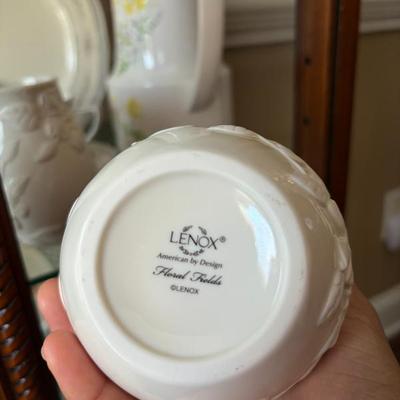 LENOX®
American by Design
Floral Fields
©LENOX